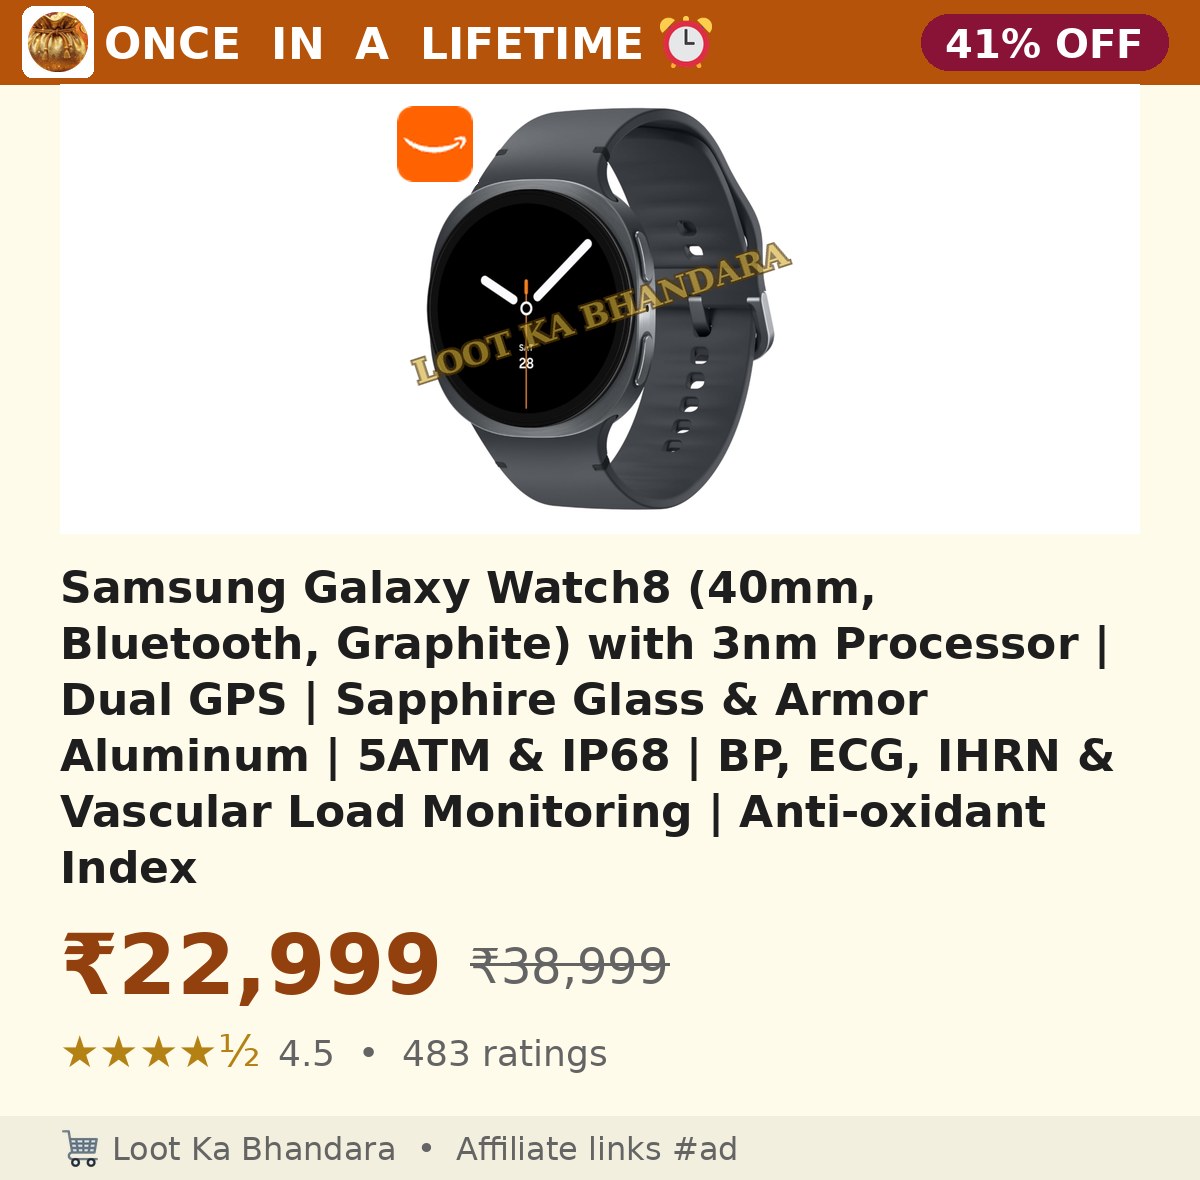 ONCE IN A LIFETIME
41% OFF
SAT
28
LOOT KA BHANDARA
Samsung Galaxy Watch8 (40mm,
Bluetooth, Graphite) with 3nm Processor |
Dual GPS | Sapphire Glass & Armor
Aluminum | 5ATM & IP68 | BP, ECG, IHRN &
Vascular Load Monitoring | Anti-oxidant
Index
₹22,999 ₹38,999
★★★★½ 4.5 • 483 ratings
Loot Ka Bhandara • Affiliate links #ad